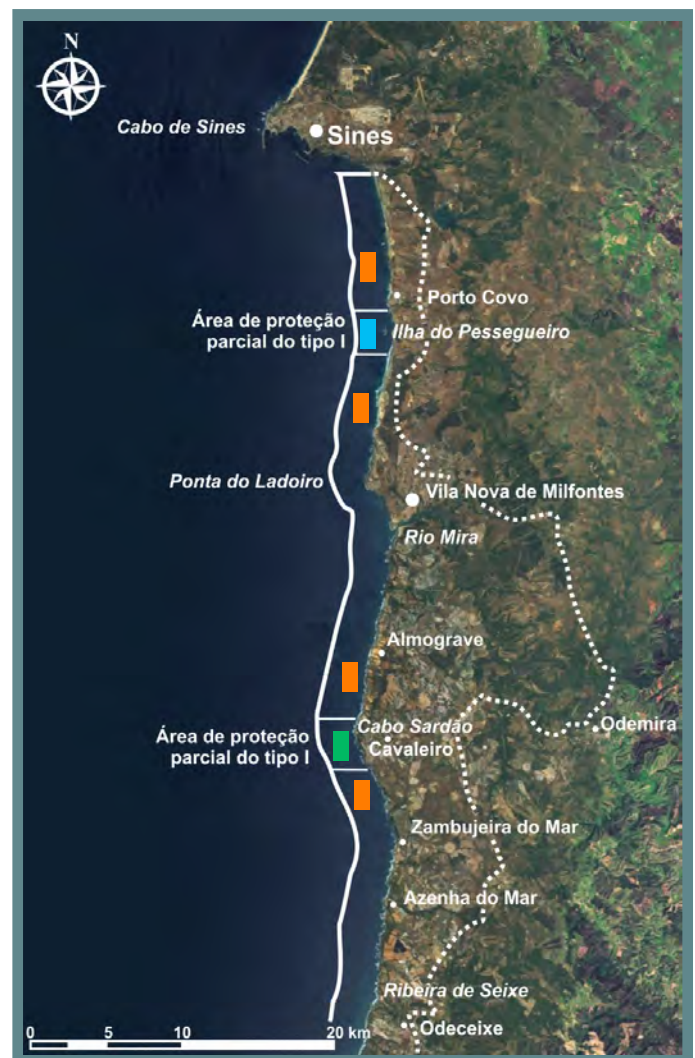 N
Cabo de Sines
Sines
Porto Covo
Área de proteção
parcial do tipo I
Ilha do Pessegueiro
Ponta do Ladoiro
Vila Nova de Milfontes
Rio Mira
Almograve
Cabo Sardão
Odemira
Área de proteção
parcial do tipo I
Cavaleiro
Zambujeira do Mar
Azenha do Mar
Ribeira de Seixe
0 5 10 20 km
Odeceixe